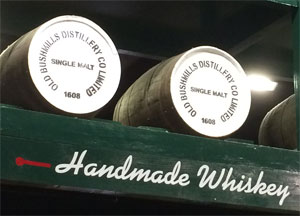 OLD BUSHMILLS DISTILLERY CO LIMITED
SINGLE MALT
1608
OLD BUSHMILLS DISTILLERY CO LIMITED
SINGLE MALT
1608
Handmade Whiskey